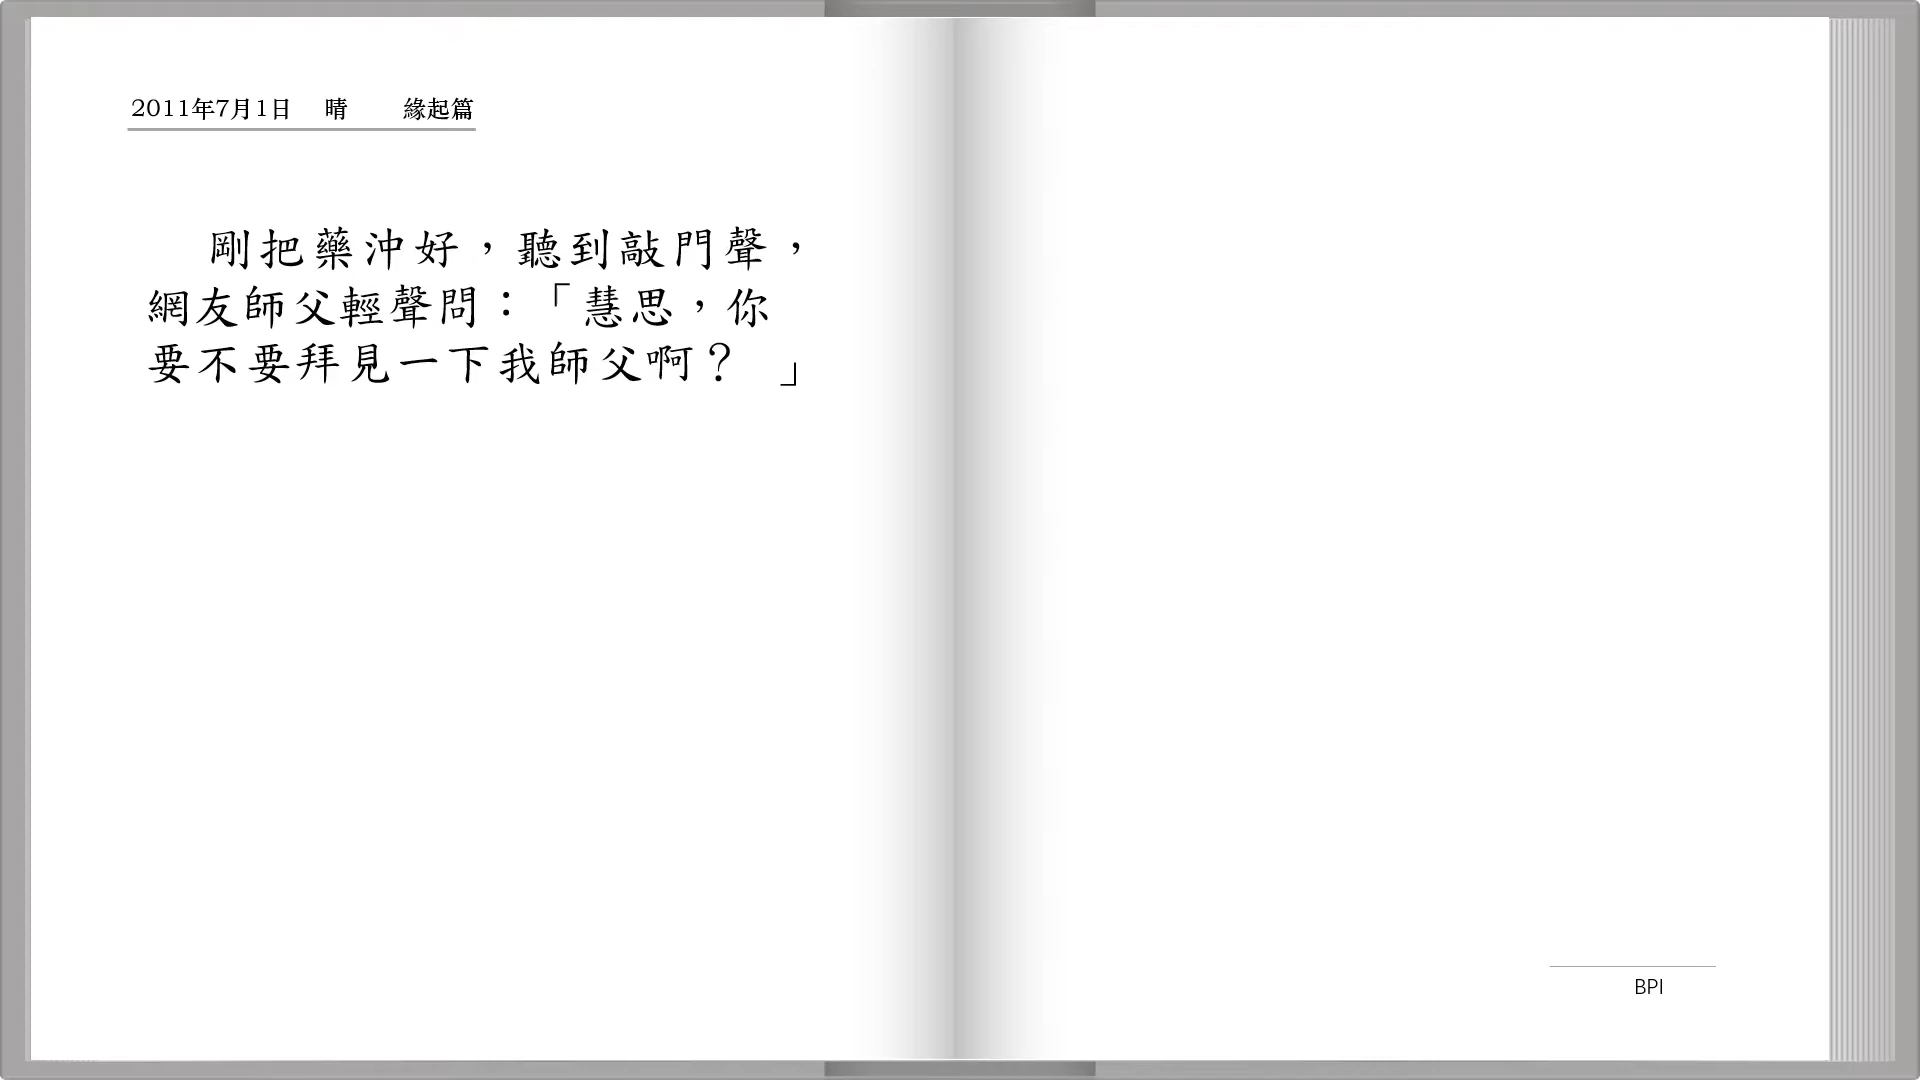 2011年7月1日 晴 緣起篇
剛把藥沖好，聽到敲門聲，
網友師父輕聲問：「慧思，你
要不要拜見一下我師父啊？」
BPI